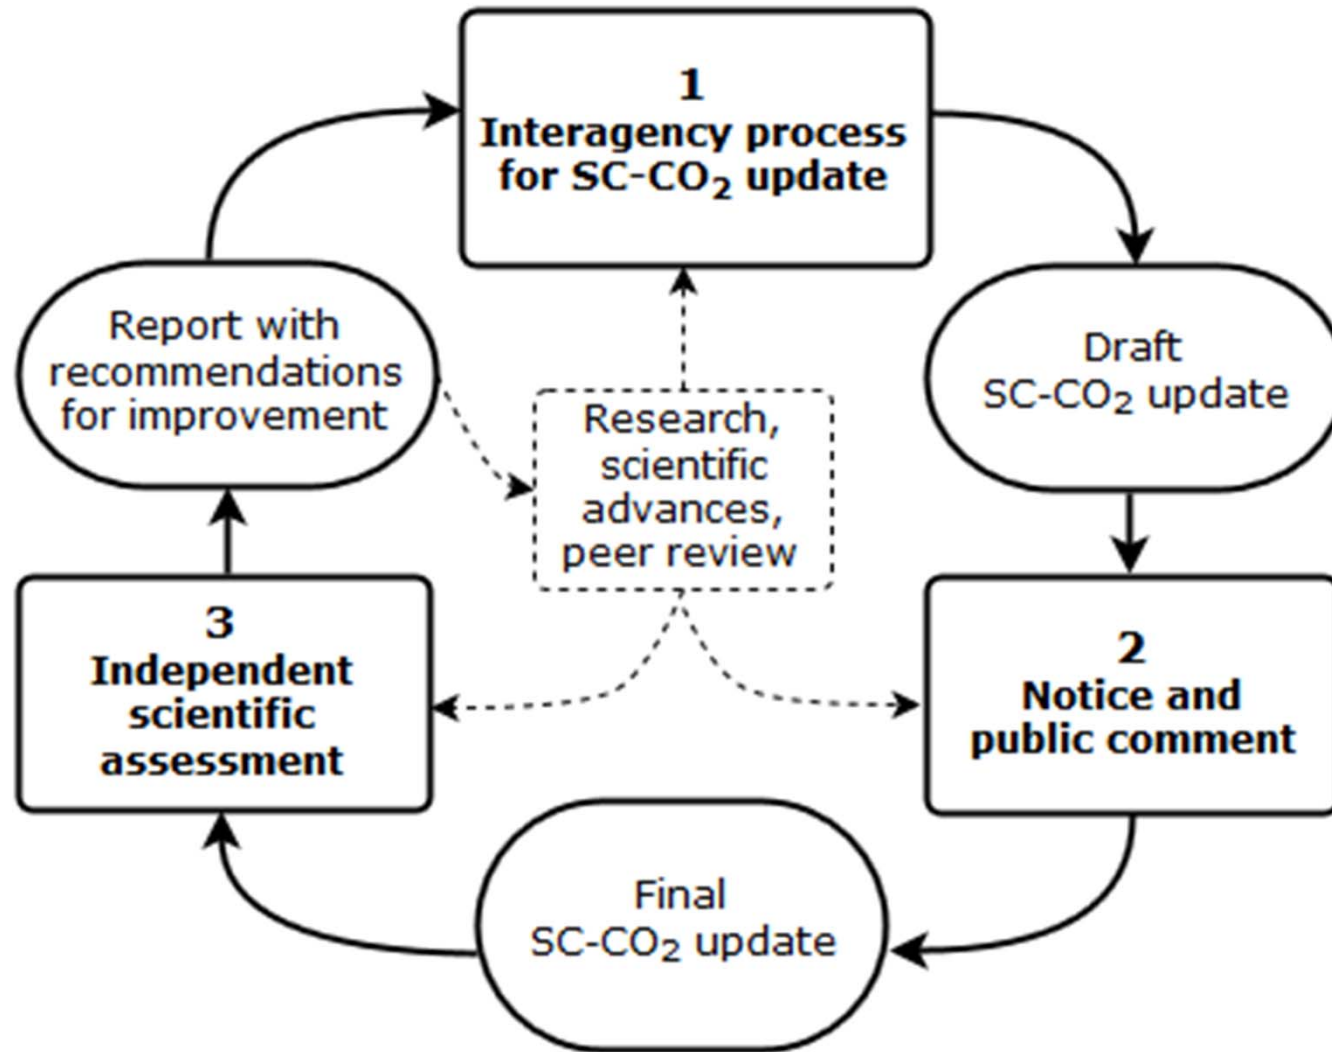 1
Interagency process
for SC-CO₂ update
Report with
recommendations
for improvement
Draft
SC-CO₂ update
Research,
scientific
advances,
peer review
3
Independent
scientific
assessment
2
Notice and
public comment
Final
SC-CO₂ update